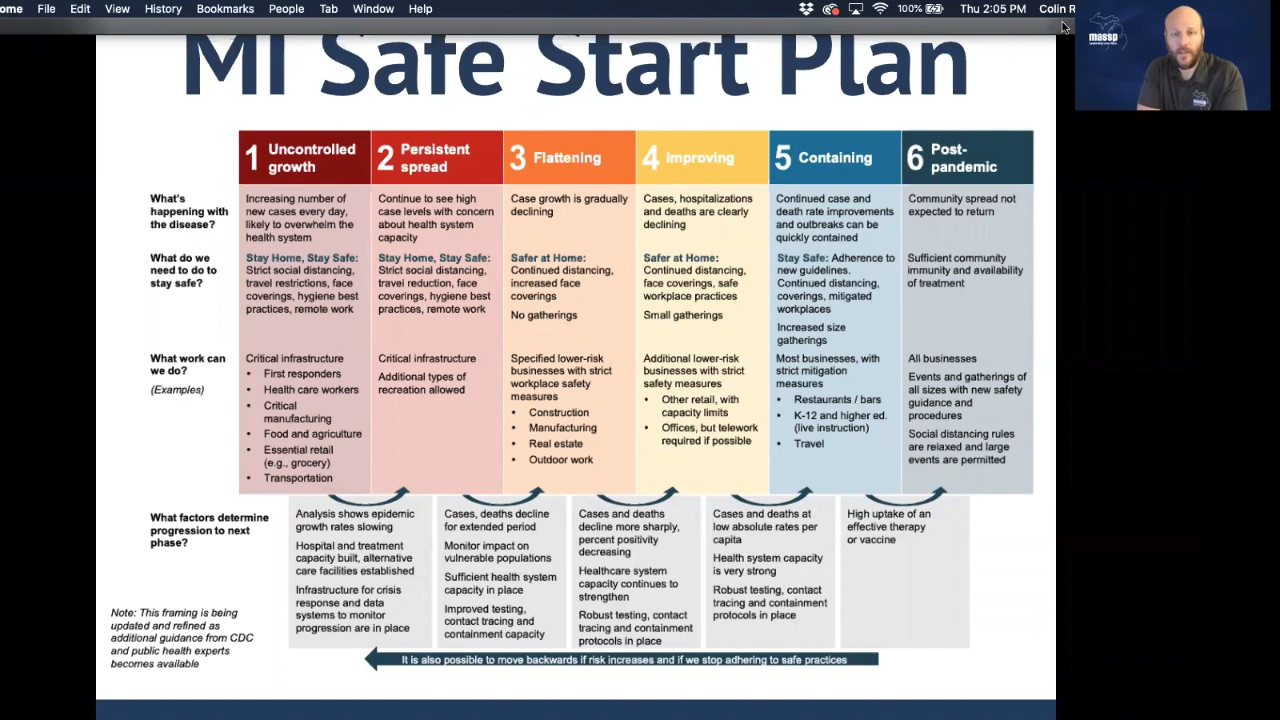 ome File Edit View History Bookmarks People Tab Window Help 100% Thu 2:05 PM Colin R
massp
MI Safe Start Plan
1 Uncontrolled growth
2 Persistent spread
3 Flattening
4 Improving
5 Containing
6 Post-pandemic
What's
happening with
the disease?
Increasing number of
new cases every day,
likely to overwhelm the
health system
Continue to see high
case levels with concern
about health system
capacity
Case growth is gradually
declining
Cases, hospitalizations
and deaths are clearly
declining
Continued case and
death rate improvements
and outbreaks can be
quickly contained
Community spread not
expected to return
What do we
need to do to
stay safe?
Stay Home, Stay Safe:
Strict social distancing,
travel restrictions, face
coverings, hygiene best
practices, remote work
Stay Home, Stay Safe:
Strict social distancing,
travel reduction, face
coverings, hygiene best
practices, remote work
Safer at Home:
Continued distancing,
increased face
coverings
No gatherings
Safer at Home:
Continued distancing,
face coverings, safe
workplace practices
Small gatherings
Stay Safe: Adherence to
new guidelines.
Continued distancing,
coverings, mitigated
workplaces
Increased size
gatherings
Sufficient community
immunity and availability
of treatment
What work can
we do?
(Examples)
Critical infrastructure
• First responders
• Health care workers
• Critical
manufacturing
• Food and agriculture
• Essential retail
(e.g., grocery)
• Transportation
Critical infrastructure
Additional types of
recreation allowed
Specified lower-risk
businesses with strict
workplace safety
measures
• Construction
• Manufacturing
• Real estate
• Outdoor work
Additional lower-risk
businesses with strict
safety measures
• Other retail, with
capacity limits
• Offices, but telework
required if possible
Most businesses, with
strict mitigation
measures
• Restaurants / bars
• K-12 and higher ed.
(live instruction)
• Travel
All businesses
Events and gatherings of
all sizes with new safety
guidance and
procedures
Social distancing rules
are relaxed and large
events are permitted
What factors determine
progression to next
phase?
Analysis shows epidemic
growth rates slowing
Hospital and treatment
capacity built, alternative
care facilities established
Infrastructure for crisis
response and data
systems to monitor
progression are in place
Cases, deaths decline
for extended period
Monitor impact on
vulnerable populations
Sufficient health system
capacity in place
Improved testing,
contact tracing and
containment capacity
Cases and deaths
decline more sharply,
percent positivity
decreasing
Healthcare system
capacity continues to
strengthen
Robust testing, contact
tracing and containment
protocols in place
Cases and deaths at
low absolute rates per
capita
Health system capacity
is very strong
Robust testing, contact
tracing and containment
protocols in place
High uptake of an
effective therapy
or vaccine
Note: This framing is being
updated and refined as
additional guidance from CDC
and public health experts
becomes available
It is also possible to move backwards if risk increases and if we stop adhering to safe practices